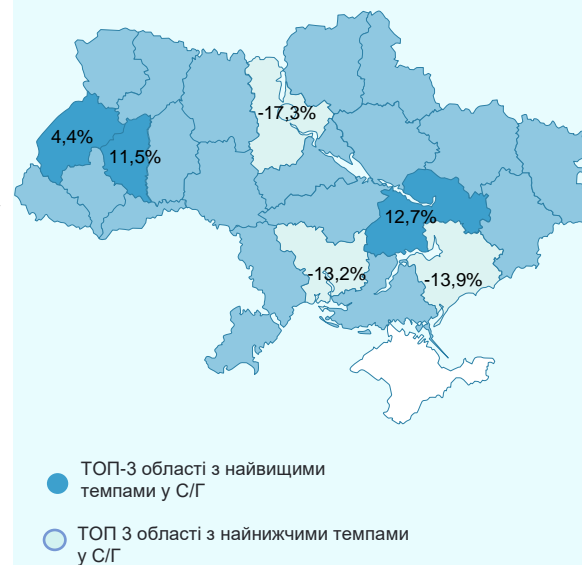 -17,3%
4,4%
11,5%
12,7%
-13,2%
-13,9%
ТОП-3 області з найвищими
темпами у С/Г
ТОП 3 області з найнижчими темпами
у С/Г